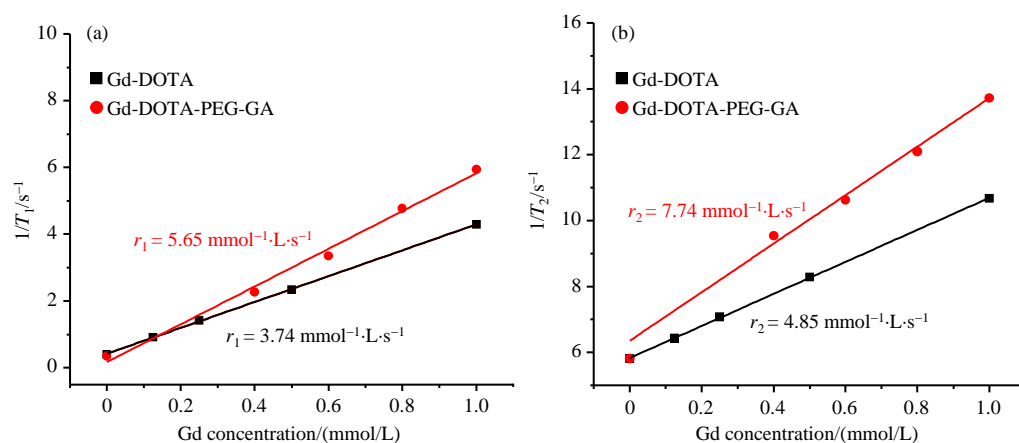 (a)
Gd-DOTA
Gd-DOTA-PEG-GA
r₁ = 5.65 mmol⁻¹·L·s⁻¹
r₁ = 3.74 mmol⁻¹·L·s⁻¹
1/T₁/s⁻¹
10
8
6
4
2
0
0
0.2
0.4
0.6
0.8
1.0
Gd concentration/(mmol/L)
(b)
Gd-DOTA
Gd-DOTA-PEG-GA
r₂ = 7.74 mmol⁻¹·L·s⁻¹
r₂ = 4.85 mmol⁻¹·L·s⁻¹
1/T₂/s⁻¹
16
14
12
10
8
6
0
0.2
0.4
0.6
0.8
1.0
Gd concentration/(mmol/L)